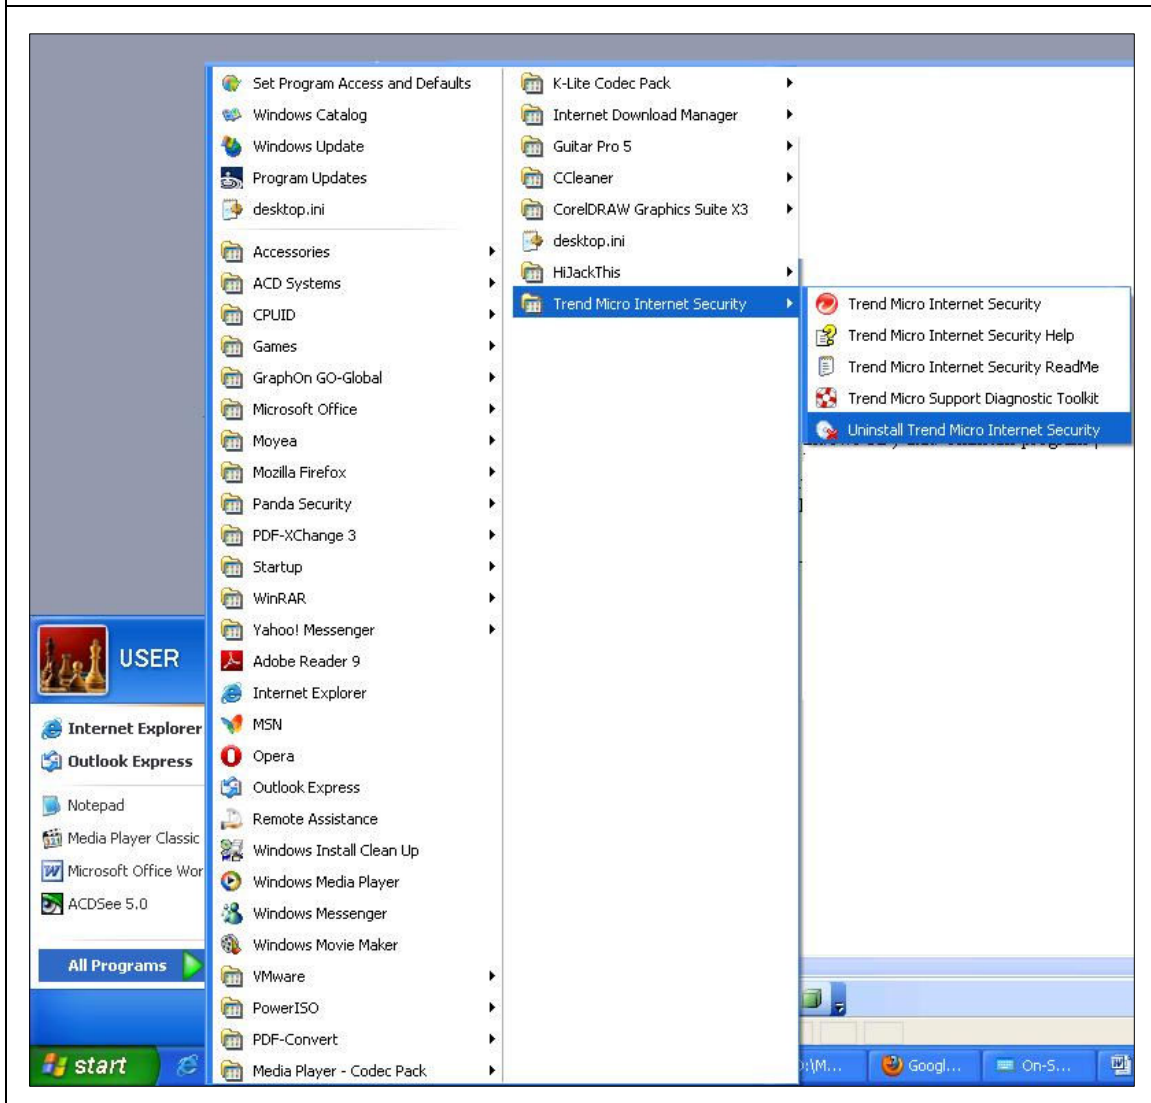 Set Program Access and Defaults
Windows Catalog
Windows Update
Program Updates
desktop.ini
Accessories
ACD Systems
CPUID
Games
GraphOn GO-Global
Microsoft Office
Moyea
Mozilla Firefox
Panda Security
PDF-XChange 3
Startup
WinRAR
Yahoo! Messenger
Adobe Reader 9
Internet Explorer
MSN
Opera
Outlook Express
Remote Assistance
Windows Install Clean Up
Windows Media Player
Windows Messenger
Windows Movie Maker
VMware
PowerISO
PDF-Convert
Media Player - Codec Pack
K-Lite Codec Pack
Internet Download Manager
Guitar Pro 5
CCleaner
CorelDRAW Graphics Suite X3
desktop.ini
HiJackThis
Trend Micro Internet Security
Trend Micro Internet Security
Trend Micro Internet Security Help
Trend Micro Internet Security ReadMe
Trend Micro Support Diagnostic Toolkit
Uninstall Trend Micro Internet Security
USER
Internet Explorer
Outlook Express
Notepad
Media Player Classic
Microsoft Office Wor
ACDSee 5.0
All Programs
start
:\M...
Googl...
On-S...